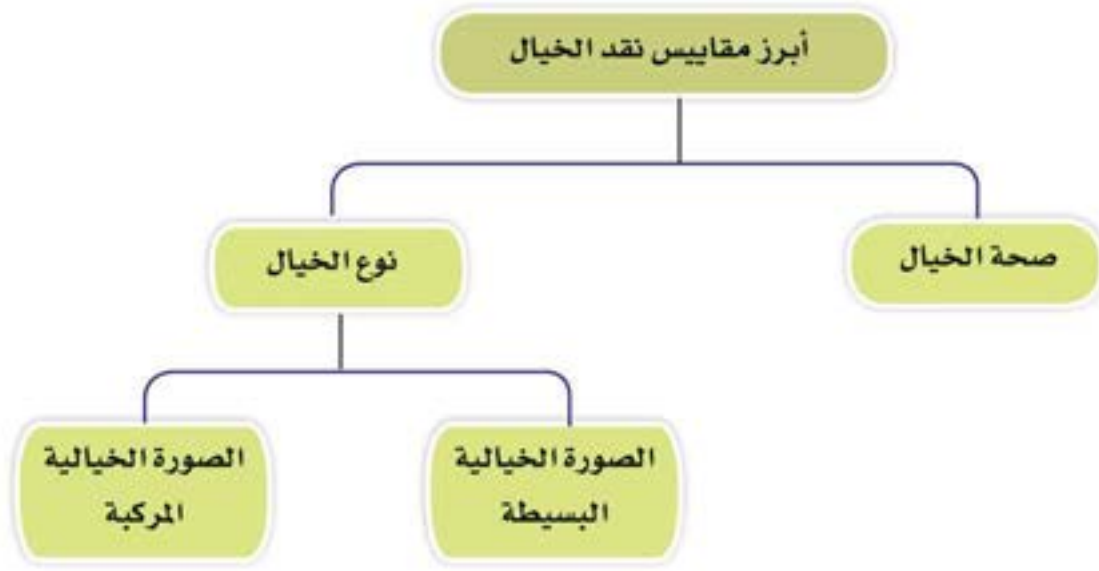 أبرز مقاييس نقد الخيال
صحة الخيال
نوع الخيال
الصورة الخيالية
البسيطة
الصورة الخيالية
المركبة